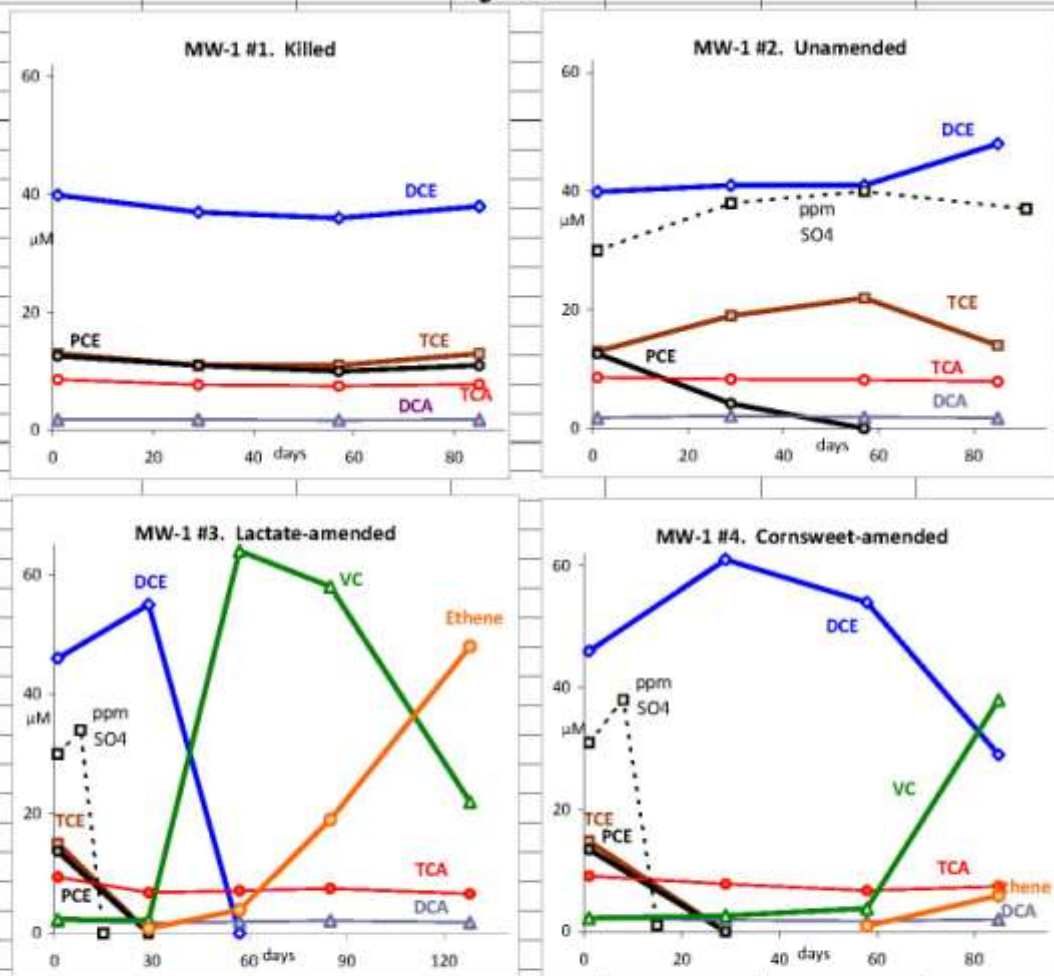 MW-1 #1. Killed
60
40
µM
20
0
DCE
PCE
TCE
TCA
DCA
0 20 40 days 60 80
MW-1 #2. Unamended
60
DCE
40
µM
ppm
SO4
20
TCE
PCE
TCA
DCA
0
0 20 40 days 60 80
MW-1 #3. Lactate-amended
60
DCE
VC
Ethene
40
µM
ppm
SO4
20
TCE
TCA
PCE
DCA
0
0 30 60 days 90 120
MW-1 #4. Cornsweet-amended
60
DCE
40
ppm
SO4
µM
20
VC
TCE
PCE
TCA
thene
DCA
0
0 20 40 days 60 80